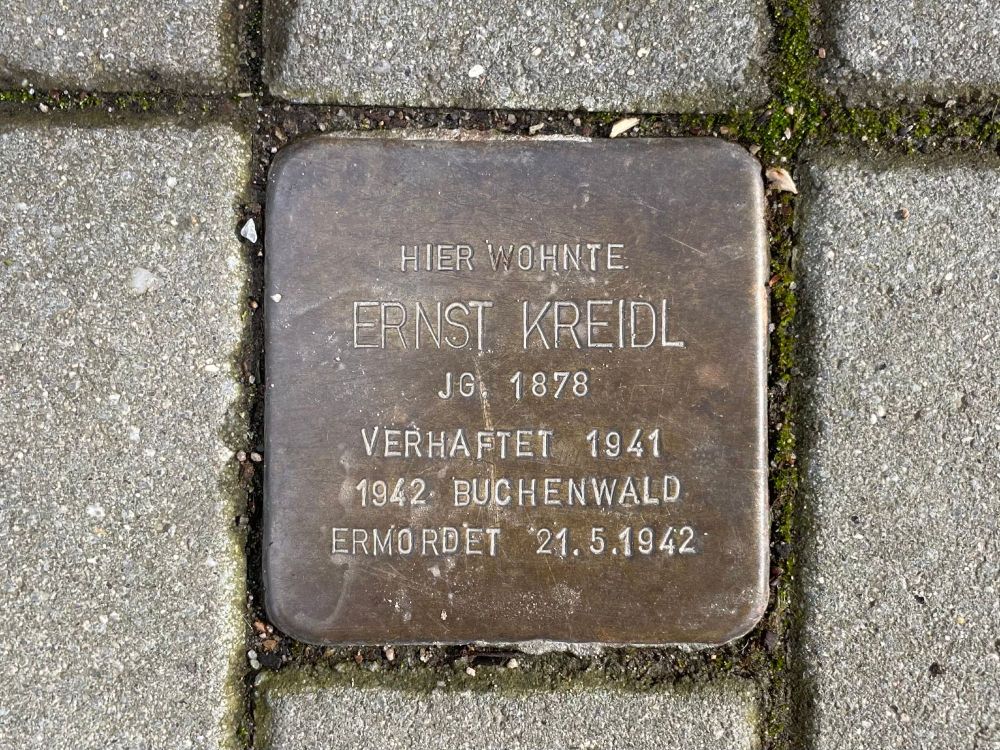 HIER WOHNTE
ERNST KREIDL
JG. 1878
VERHAFTET 1941
1942 BUCHENWALD
ERMORDET 21.5.1942